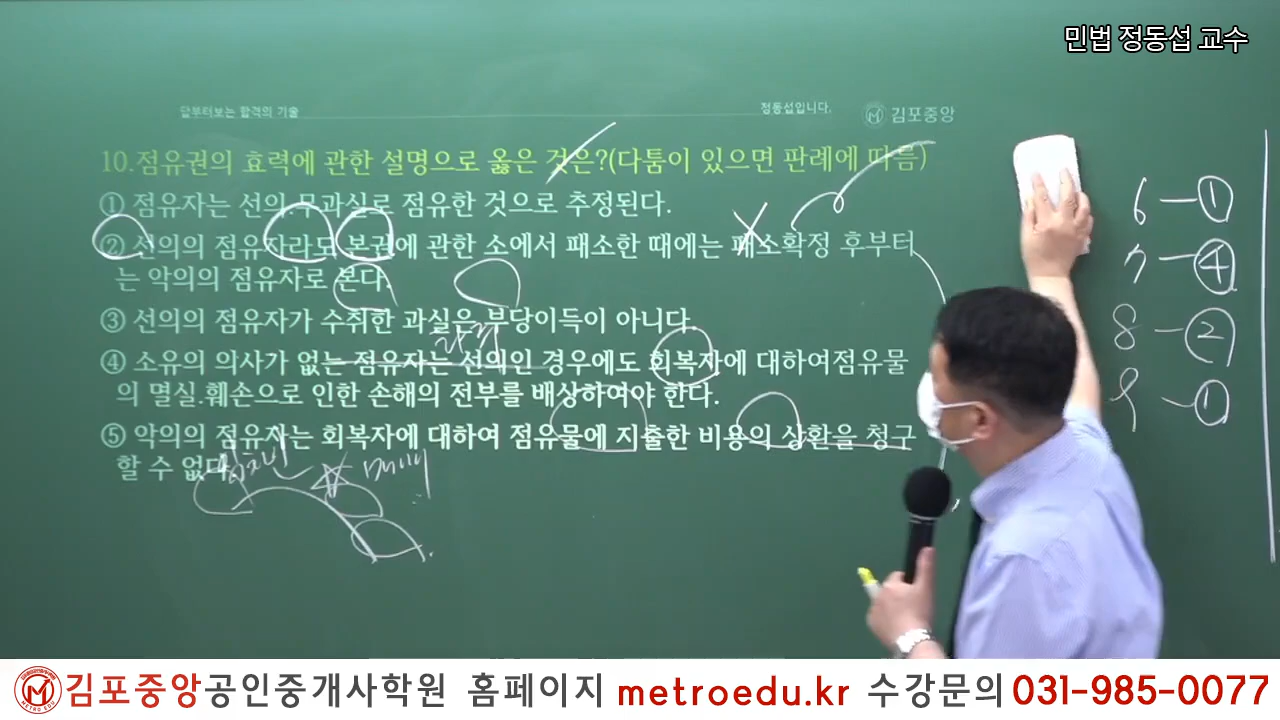 민법 정동섭 교수
답부터보는 합격의 기술
정동섭입니다.
김포중앙
10.점유권의 효력에 관한 설명으로 옳은 것은?(다툼이 있으면 판례에 따름)
① 점유자는 선의.무과실로 점유한 것으로 추정된다.
② 선의의 점유자라도 본권에 관한 소에서 패소한 때에는 패소확정 후부터
는 악의의 점유자로 본다.
③ 선의의 점유자가 수취한 과실은 부당이득이 아니다.
④ 소유의 의사가 없는 점유자는 선의인 경우에도 회복자에 대하여점유물
의 멸실.훼손으로 인한 손해의 전부를 배상하여야 한다.
⑤ 악의의 점유자는 회복자에 대하여 점유물에 지출한 비용의 상환을 청구
할 수 없다.
6 - ①
7 - ④
8 - ②
9 - ①
김포중앙공인중개사학원 홈페이지 metroedu.kr 수강문의 031-985-0077